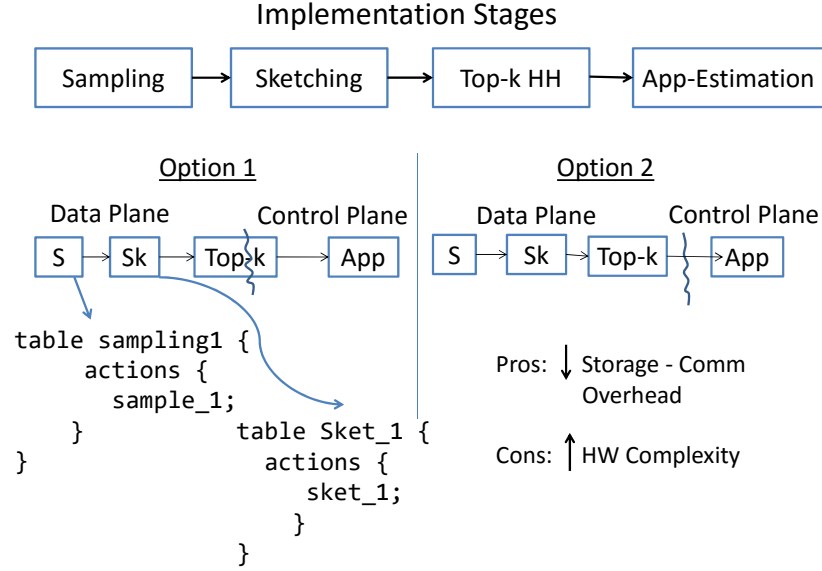 Implementation Stages
Sampling
Sketching
Top-k HH
App-Estimation
Option 1
Data Plane
Control Plane
S
Sk
Top-k
App
table sampling1 {
actions {
sample_1;
}
}
table Sket_1 {
actions {
sket_1;
}
}
Option 2
Data Plane
Control Plane
S
Sk
Top-k
App
Pros: Storage - Comm
Overhead
Cons: HW Complexity